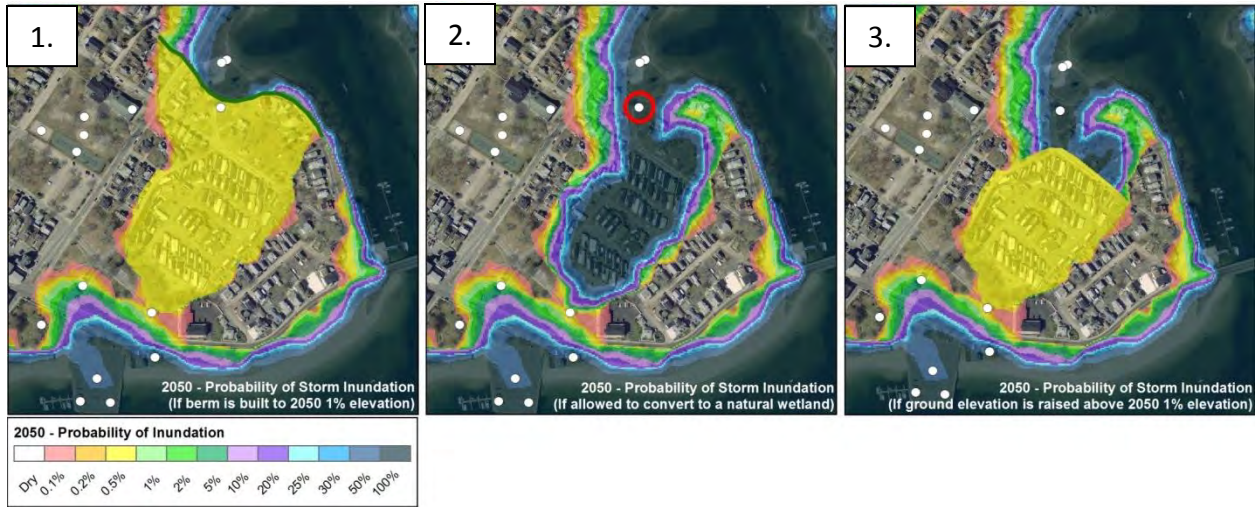 1.
2.
3.
2050 - Probability of Storm Inundation
(If berm is built to 2050 1% elevation)
2050 - Probability of Storm Inundation
(If allowed to convert to a natural wetland)
2050 - Probability of Storm Inundation
(If ground elevation is raised above 2050 1% elevation)
2050 - Probability of Inundation
Dry 0.1% 0.2% 0.5% 1% 2% 5% 10% 20% 25% 30% 50% 100%